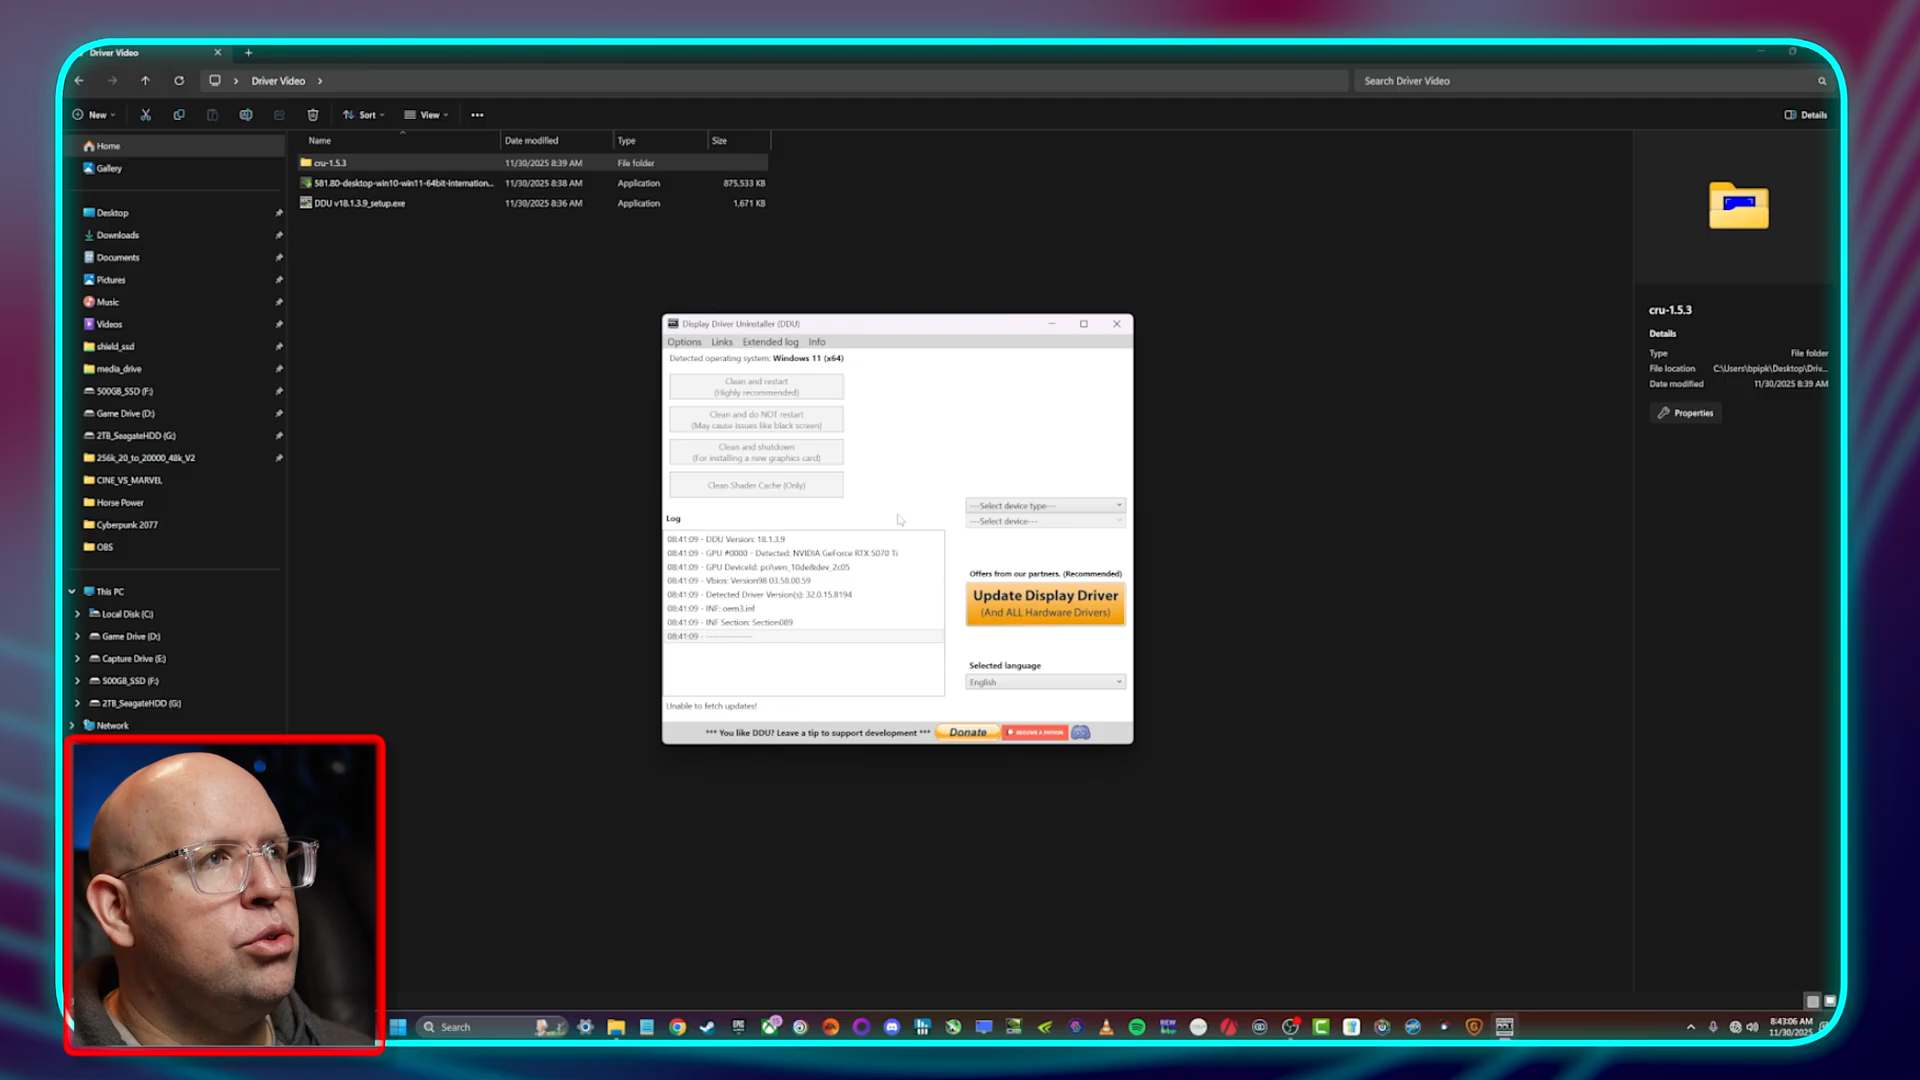 Driver Video
Driver Video
Search Driver Video
New
Sort
View
Details
Home
Gallery
Desktop
Downloads
Documents
Pictures
Music
Videos
shield_ssd
media_drive
500GB_SSD (F:)
Game Drive (D:)
2TB_SeagateHDD (G:)
256k_20_to_20000_48k_V2
CINE_VS_MARVEL
Horse Power
Cyberpunk 2077
OBS
This PC
Local Disk (C:)
Game Drive (D:)
Capture Drive (E:)
500GB_SSD (F:)
2TB_SeagateHDD (G:)
Network
Name Date modified Type Size
cru-1.5.3 11/30/2025 8:39 AM File folder
581.80-desktop-win10-win11-64bit-internation... 11/30/2025 8:38 AM Application 875,533 KB
DDU v18.1.3.9_setup.exe 11/30/2025 8:36 AM Application 1,671 KB
Display Driver Uninstaller (DDU)
Options Links Extended log Info
Detected operating system: Windows 11 (x64)
Clean and restart
(Highly recommended)
Clean and do NOT restart
(May cause issues like black screen)
Clean and shutdown
(For installing a new graphics card)
Clean Shader Cache (Only)
Log
08:41:09 - DDU Version: 18.1.3.9
08:41:09 - GPU #0000 - Detected: NVIDIA GeForce RTX 5070 Ti
08:41:09 - GPU DeviceId: pci\ven_10de&dev_2c05
08:41:09 - Vbios: Version98 03.58.00.59
08:41:09 - Detected Driver Version(s): 32.0.15.8194
08:41:09 - INF: oem3.inf
08:41:09 - INF Section: Section089
08:41:09 - ---------------
Unable to fetch updates!
---Select device type---
---Select device---
Offers from our partners. (Recommended)
Update Display Driver
(And ALL Hardware Drivers)
Selected language
English
*** You like DDU? Leave a tip to support development ***
Donate
BECOME A PATRON
cru-1.5.3
Details
Type File folder
File location C:\Users\bpipk\Desktop\Driv...
Date modified 11/30/2025 8:39 AM
Properties
Search
8:43:06 AM
11/30/2025